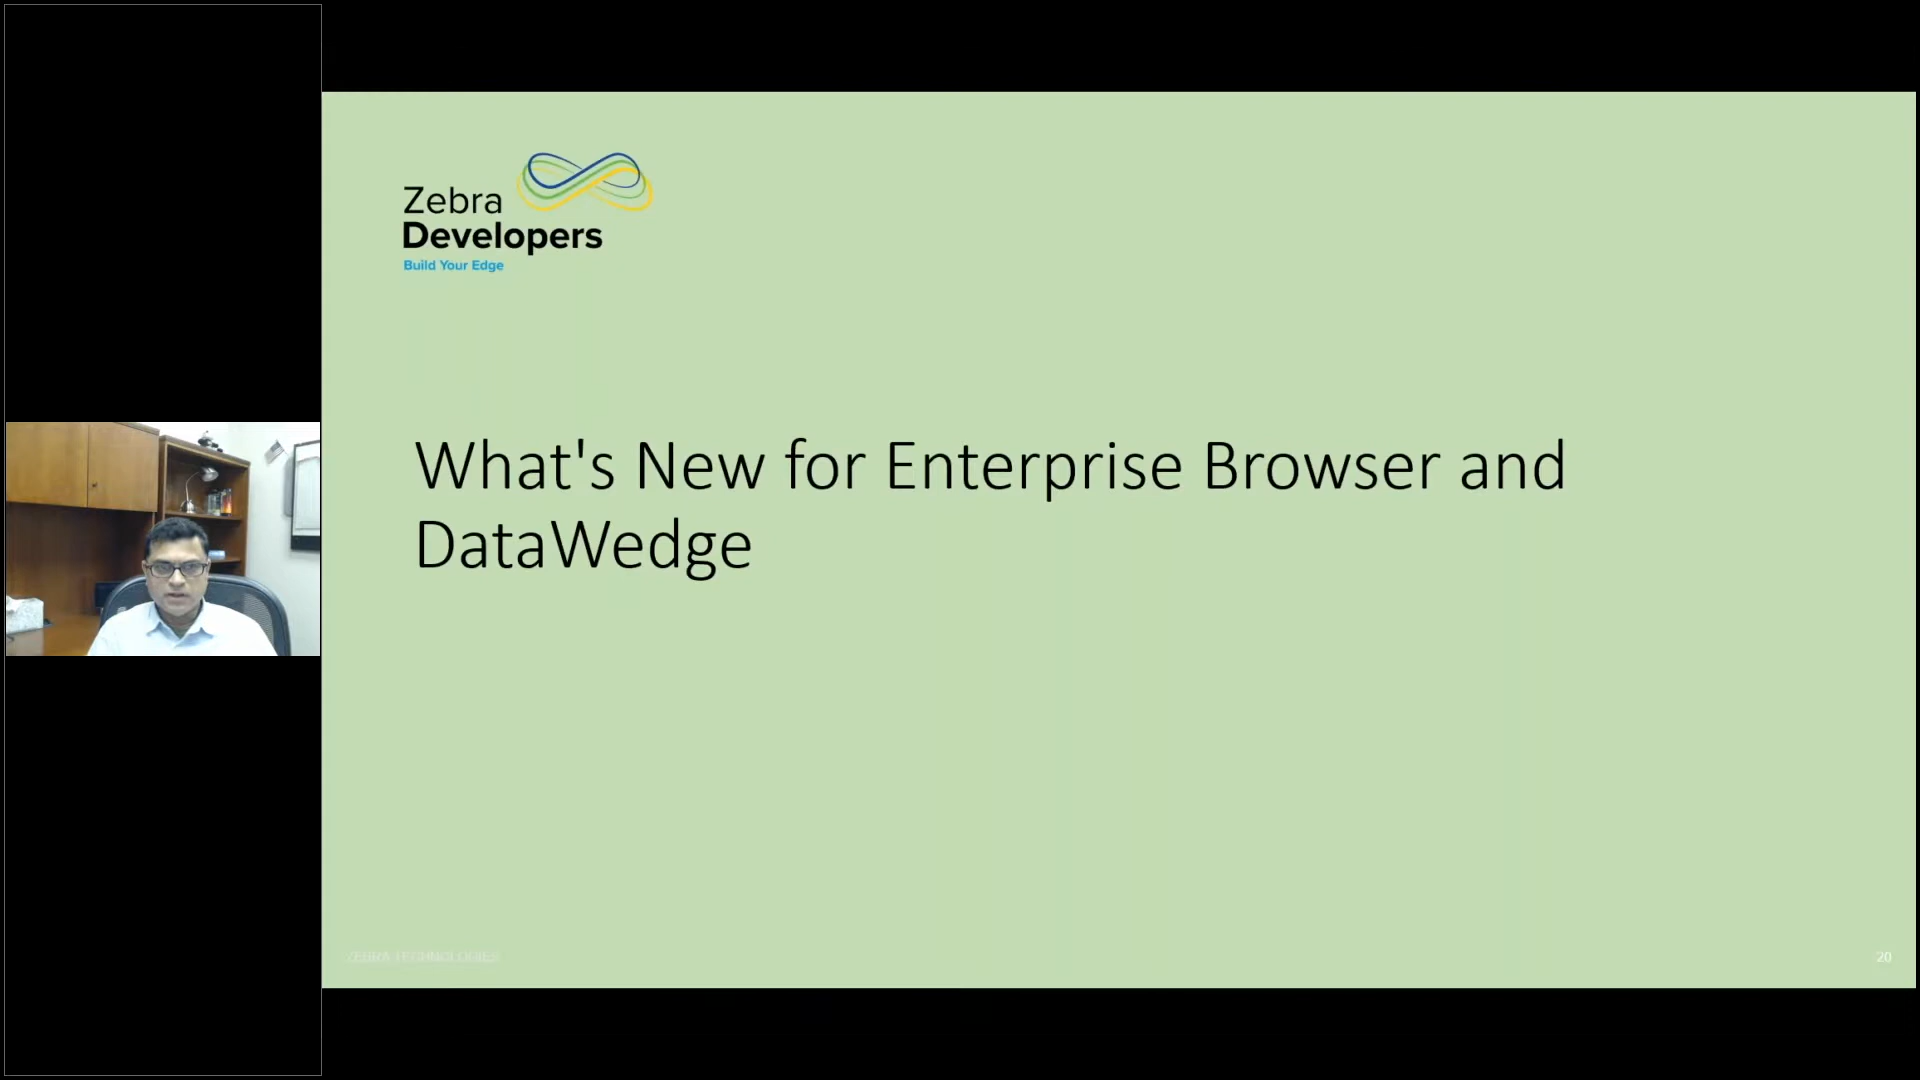 Zebra
Developers
Build Your Edge
What's New for Enterprise Browser and
DataWedge
ZEBRA TECHNOLOGIES
20